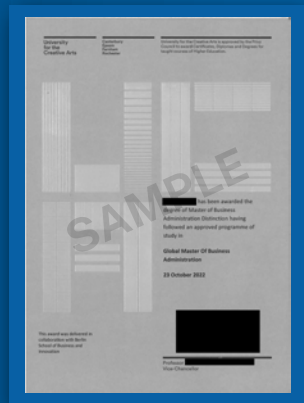 University
for the
Creative Arts
Canterbury
Epsom
Farnham
Rochester
University for the Creative Arts is approved by the Privy
Council to award Certificates, Diplomas and Degrees for
taught courses of Higher Education.
SAMPLE
has been awarded the
degree of Master of Business
Administration Distinction having
followed an approved programme of
study in
Global Master Of Business
Administration
23 October 2022
This award was delivered in
collaboration with Berlin
School of Business and
Innovation
Professor
Vice-Chancellor